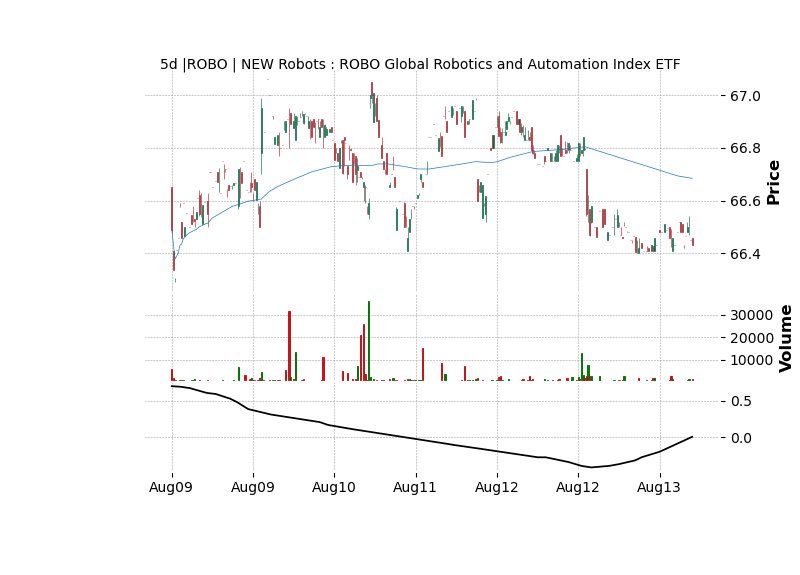 5d |ROBO | NEW Robots : ROBO Global Robotics and Automation Index ETF
67.0
66.8
66.6
66.4
Price
30000
20000
10000
Volume
0.5
0.0
Aug09 Aug09 Aug10 Aug11 Aug12 Aug12 Aug13